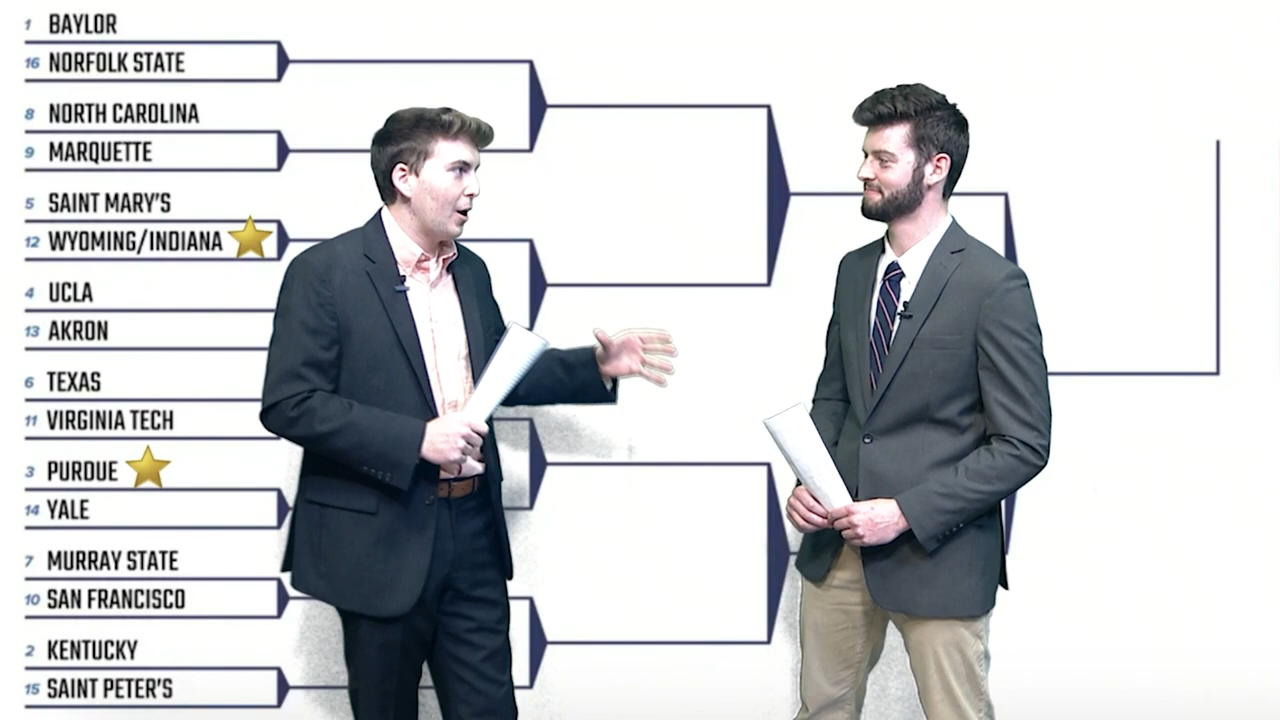 1 BAYLOR
16 NORFOLK STATE
8 NORTH CAROLINA
9 MARQUETTE
5 SAINT MARY'S
12 WYOMING/INDIANA
4 UCLA
13 AKRON
6 TEXAS
11 VIRGINIA TECH
3 PURDUE
14 YALE
7 MURRAY STATE
10 SAN FRANCISCO
2 KENTUCKY
15 SAINT PETER'S